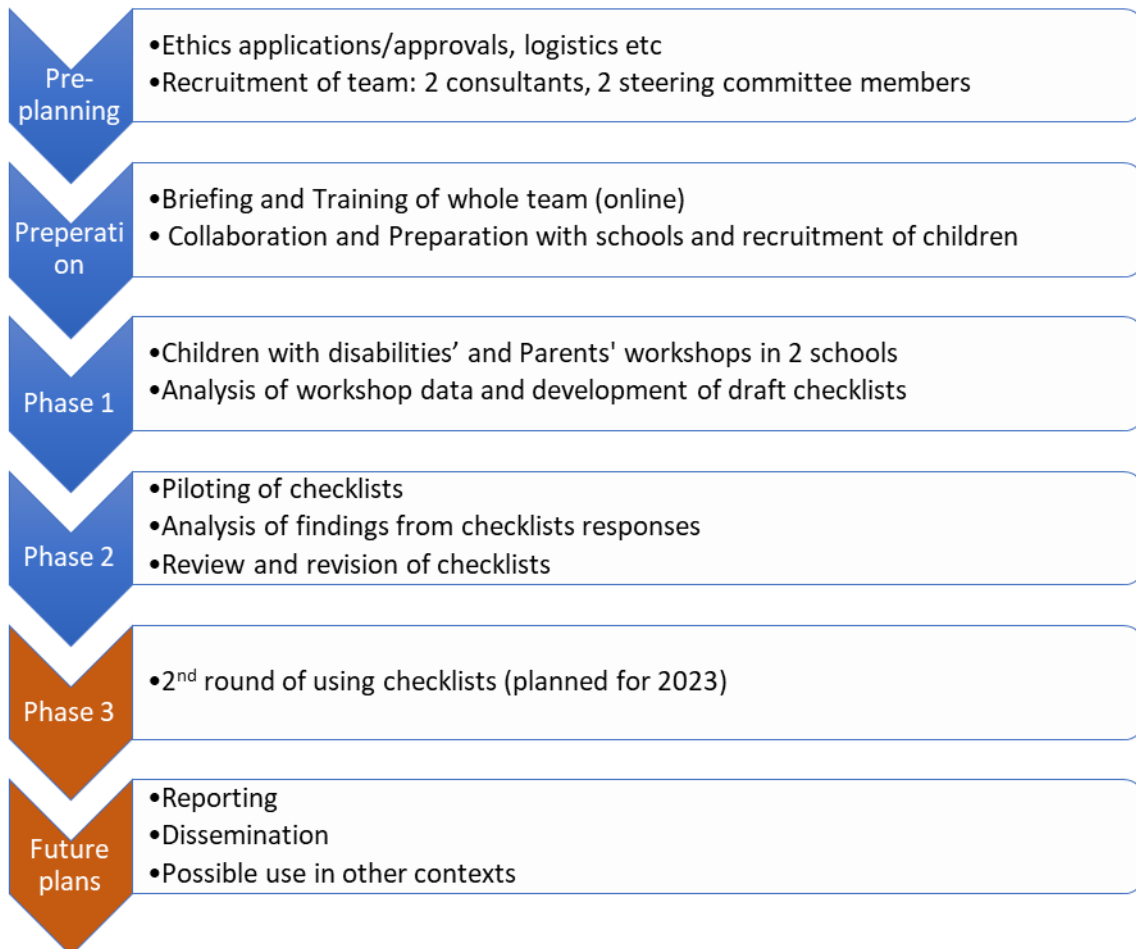 Pre-
planning
•Ethics applications/approvals, logistics etc
•Recruitment of team: 2 consultants, 2 steering committee members
Preperati
on
•Briefing and Training of whole team (online)
• Collaboration and Preparation with schools and recruitment of children
Phase 1
•Children with disabilities’ and Parents' workshops in 2 schools
•Analysis of workshop data and development of draft checklists
Phase 2
•Piloting of checklists
•Analysis of findings from checklists responses
•Review and revision of checklists
Phase 3
•2nd round of using checklists (planned for 2023)
Future
plans
•Reporting
•Dissemination
•Possible use in other contexts